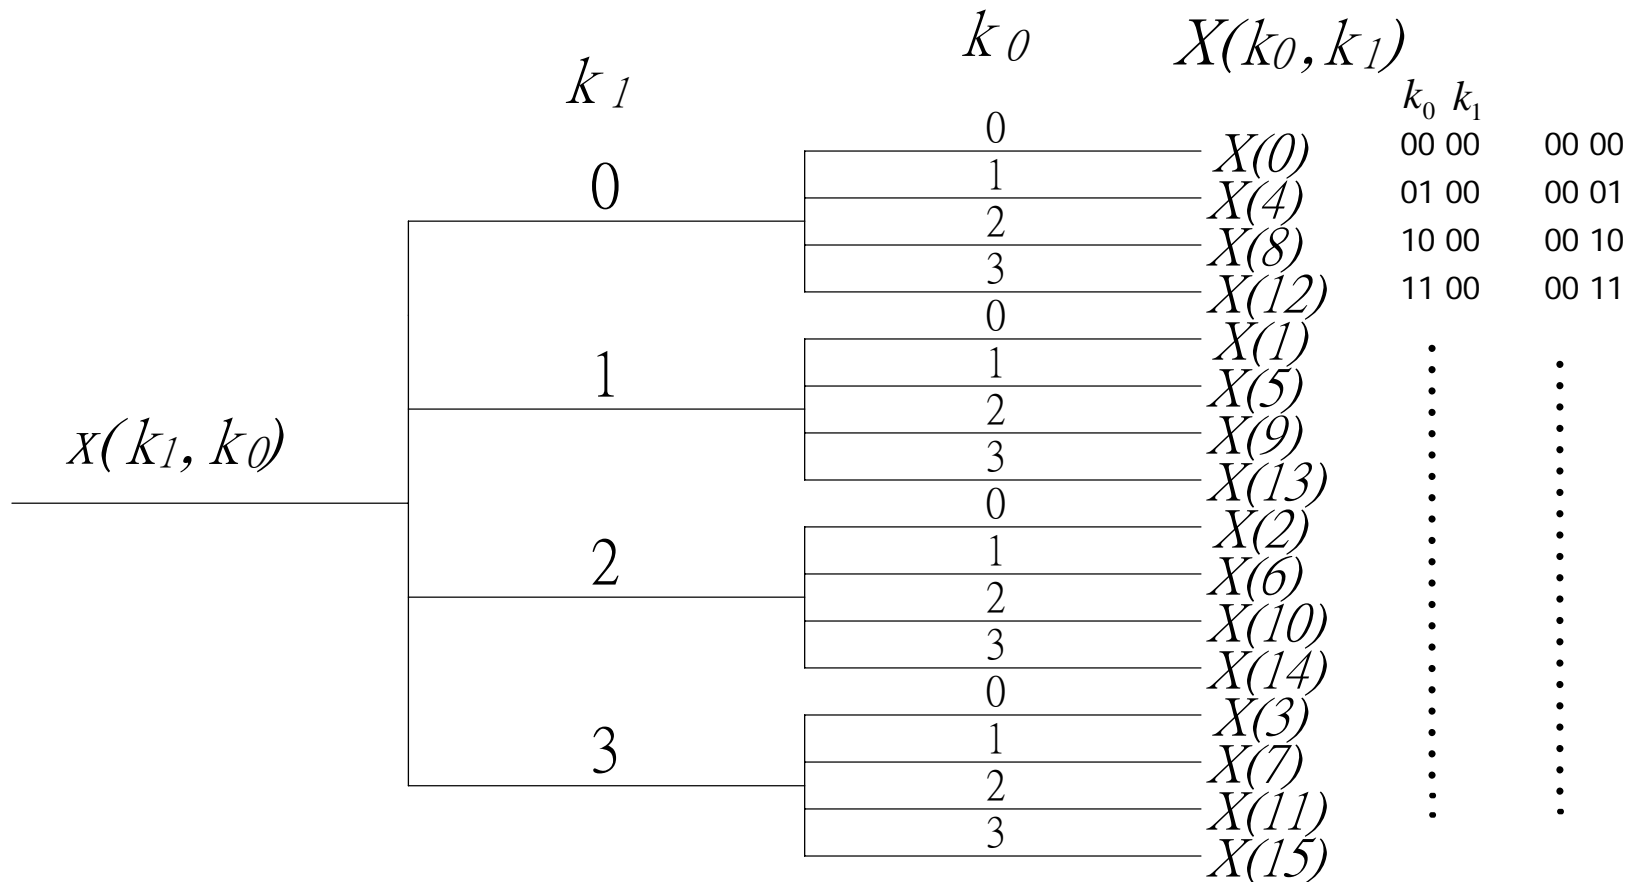 k0 X(k0,k1)
k1
k0 k1
0
X(0) 00 00 00 00
0 1
X(4) 01 00 00 01
2
X(8) 10 00 00 10
3
X(12) 11 00 00 11
0
X(1)
1 1
X(5)
2
X(9)
x(k1,k0) 3
X(13)
0
X(2)
2 1
X(6)
2
X(10)
3
X(14)
0
X(3)
3 1
X(7)
2
X(11)
3
X(15)